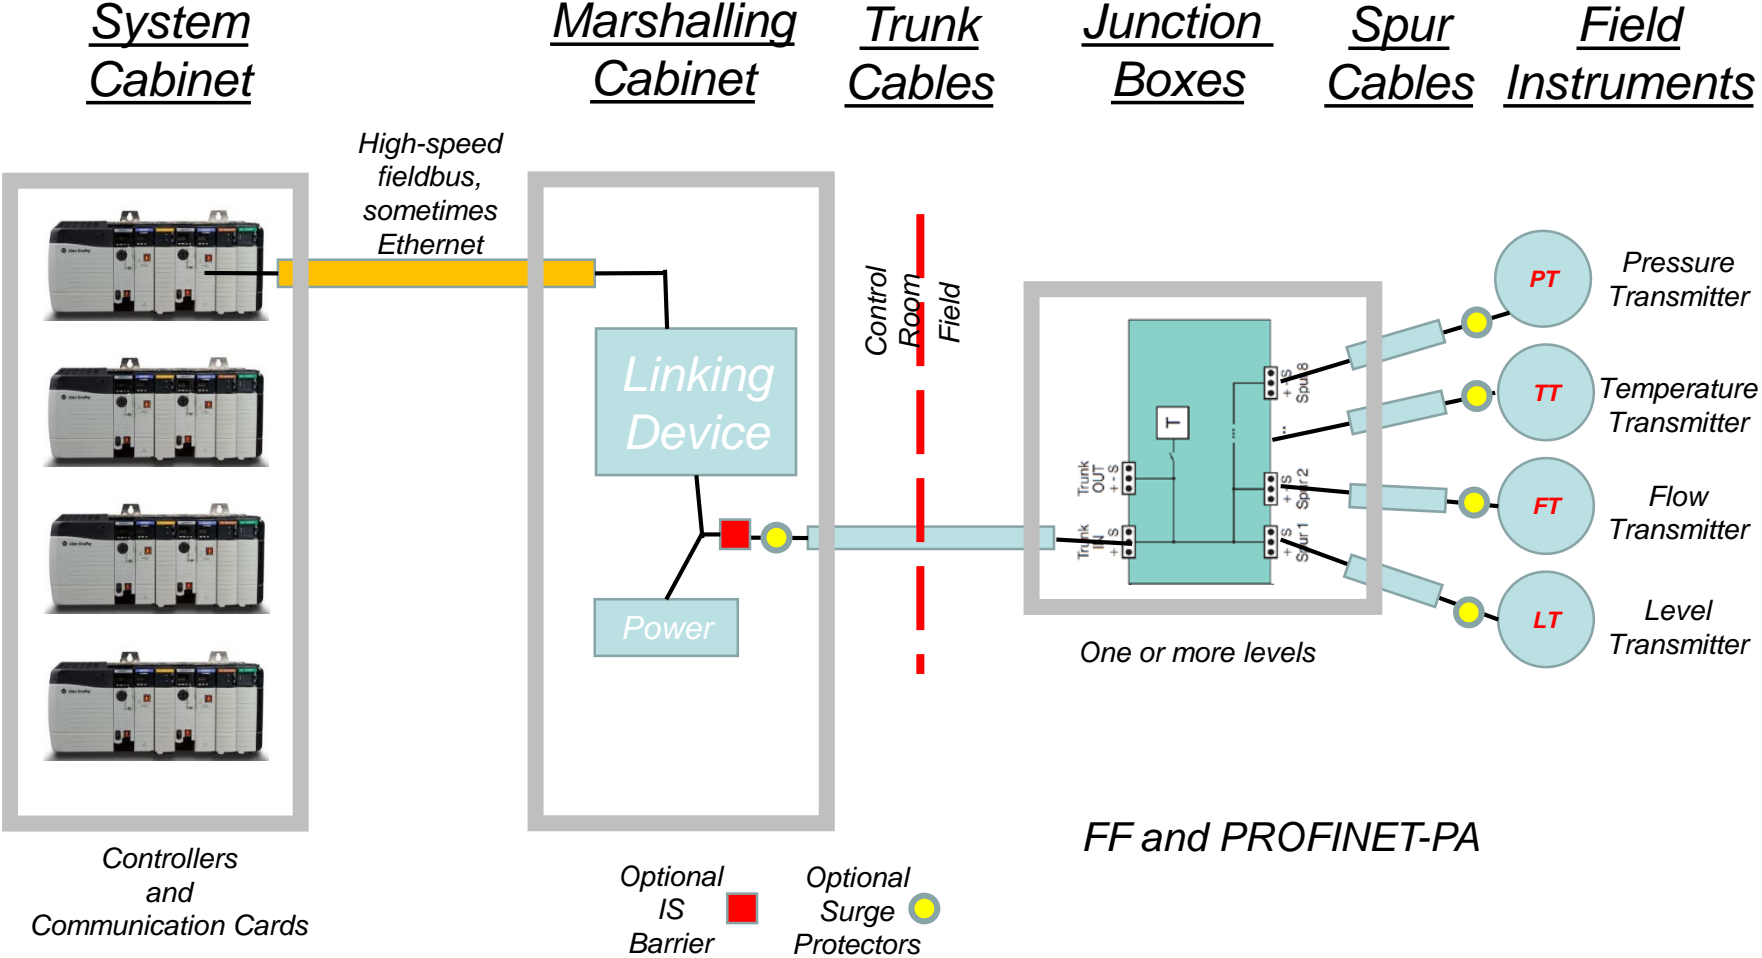 System
Cabinet
Marshalling
Cabinet
Trunk
Cables
Junction
Boxes
Spur
Cables
Field
Instruments
High-speed
fieldbus,
sometimes
Ethernet
Linking
Device
Power
Control
Room
Field
Trunk
OUT
+ - S
Trunk
IN
+ S
T
...
Spur 8
+ - S
..
Spur 2
+ S
Spur 1
+ S
One or more levels
PT
Pressure
Transmitter
TT
Temperature
Transmitter
FT
Flow
Transmitter
LT
Level
Transmitter
Controllers
and
Communication Cards
Optional
IS
Barrier
Optional
Surge
Protectors
FF and PROFINET-PA